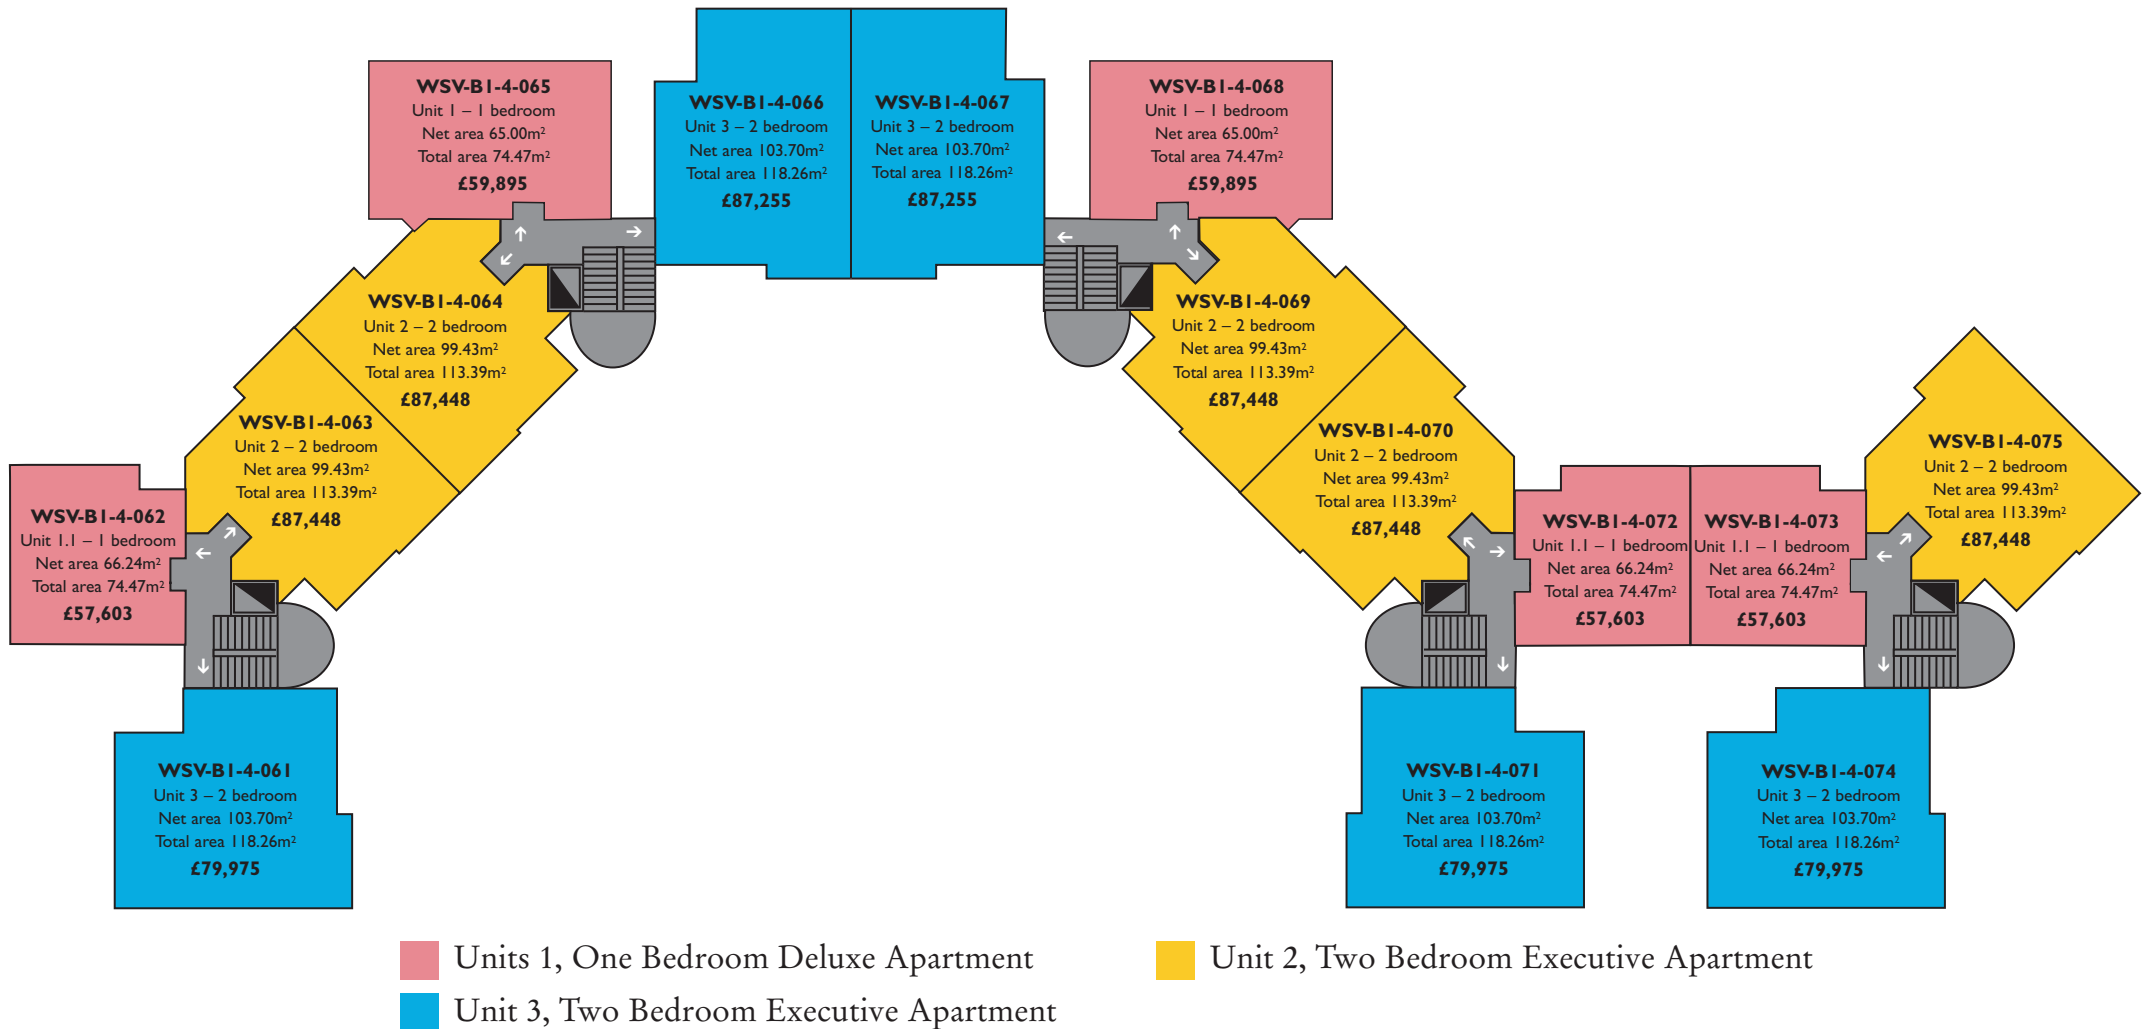 WSV-B1-4-065
Unit 1 – 1 bedroom
Net area 65.00m²
Total area 74.47m²
£59,895
WSV-B1-4-066
Unit 3 – 2 bedroom
Net area 103.70m²
Total area 118.26m²
£87,255
WSV-B1-4-067
Unit 3 – 2 bedroom
Net area 103.70m²
Total area 118.26m²
£87,255
WSV-B1-4-068
Unit 1 – 1 bedroom
Net area 65.00m²
Total area 74.47m²
£59,895
WSV-B1-4-064
Unit 2 – 2 bedroom
Net area 99.43m²
Total area 113.39m²
£87,448
WSV-B1-4-069
Unit 2 – 2 bedroom
Net area 99.43m²
Total area 113.39m²
£87,448
WSV-B1-4-063
Unit 2 – 2 bedroom
Net area 99.43m²
Total area 113.39m²
£87,448
WSV-B1-4-070
Unit 2 – 2 bedroom
Net area 99.43m²
Total area 113.39m²
£87,448
WSV-B1-4-075
Unit 2 – 2 bedroom
Net area 99.43m²
Total area 113.39m²
£87,448
WSV-B1-4-062
Unit 1.1 – 1 bedroom
Net area 66.24m²
Total area 74.47m²
£57,603
WSV-B1-4-072
Unit 1.1 – 1 bedroom
Net area 66.24m²
Total area 74.47m²
£57,603
WSV-B1-4-073
Unit 1.1 – 1 bedroom
Net area 66.24m²
Total area 74.47m²
£57,603
WSV-B1-4-061
Unit 3 – 2 bedroom
Net area 103.70m²
Total area 118.26m²
£79,975
WSV-B1-4-071
Unit 3 – 2 bedroom
Net area 103.70m²
Total area 118.26m²
£79,975
WSV-B1-4-074
Unit 3 – 2 bedroom
Net area 103.70m²
Total area 118.26m²
£79,975
Units 1, One Bedroom Deluxe Apartment
Unit 2, Two Bedroom Executive Apartment
Unit 3, Two Bedroom Executive Apartment